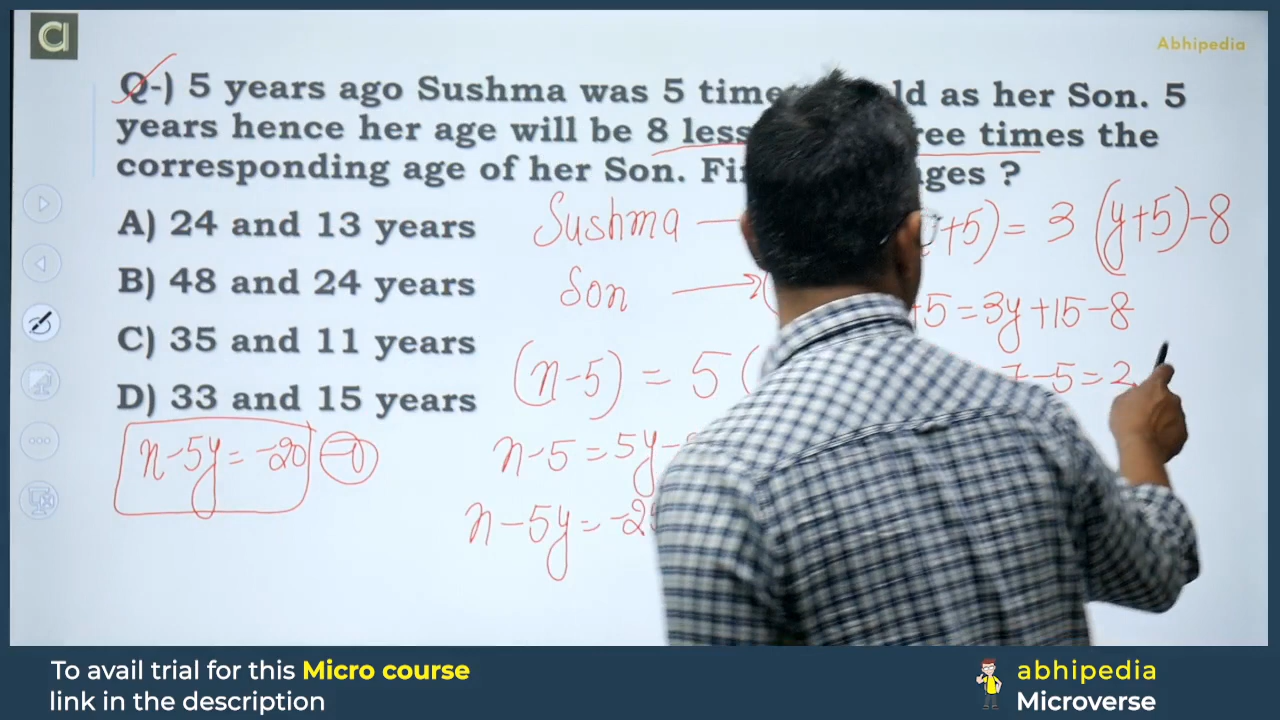 Abhipedia
Q-) 5 years ago Sushma was 5 ld as her Son. 5
years hence her age will be 8 less ree times the
corresponding age of her Son. ages ?
A) 24 and 13 years
B) 48 and 24 years
C) 35 and 11 years
D) 33 and 15 years
Sushma — +5) = 3 (y+5)-8
Son →
+5 = 3y+15-8
(x-5) = 5 (
7-5=2
x-5 = 5y-
x-5y = -20 -①
x-5y = -2
To avail trial for this Micro course
link in the description
abhipedia
Microverse